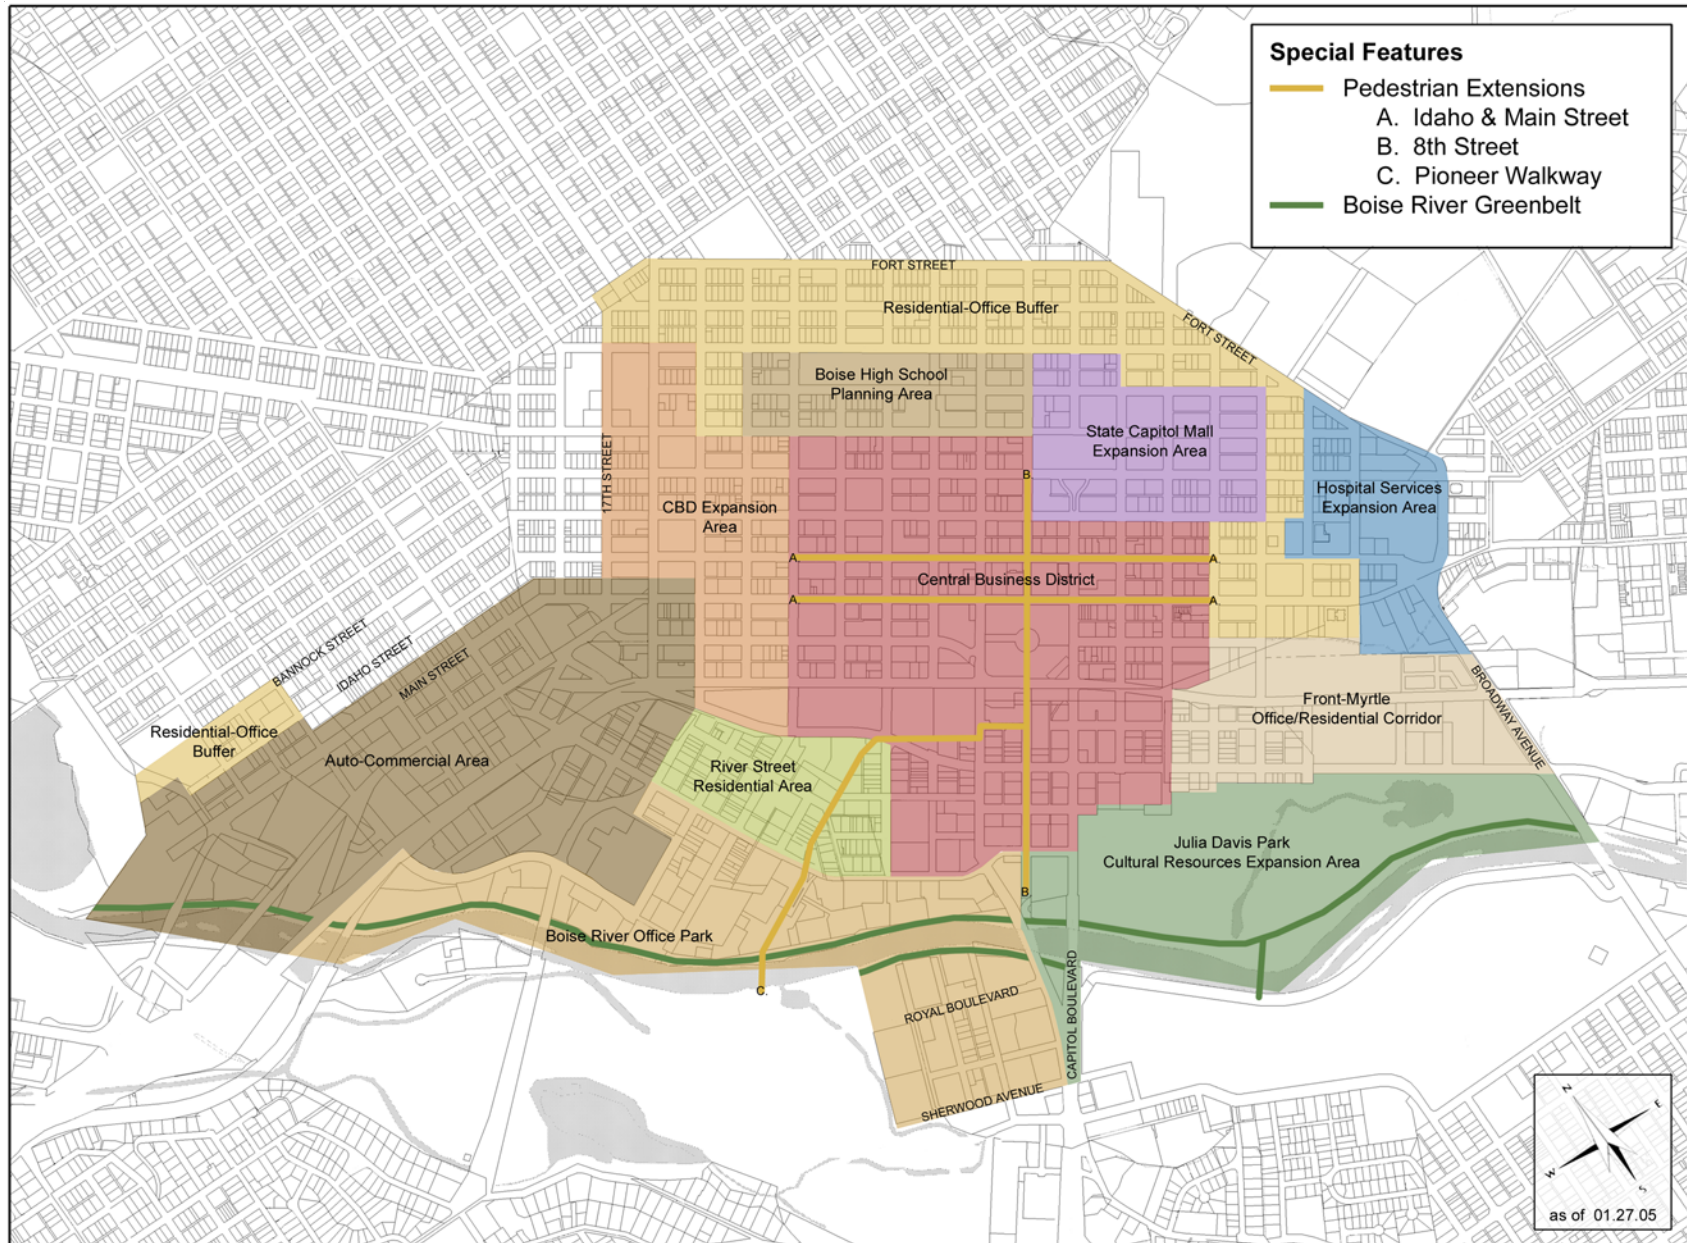 Special Features
Pedestrian Extensions
A. Idaho & Main Street
B. 8th Street
C. Pioneer Walkway
Boise River Greenbelt
FORT STREET
Residential-Office Buffer
FORT STREET
Boise High School
Planning Area
State Capitol Mall
Expansion Area
17TH STREET
B.
Hospital Services
Expansion Area
CBD Expansion
Area
A.
A.
Central Business District
A.
A.
BANNOCK STREET
IDAHO STREET
MAIN STREET
Residential-Office
Buffer
Auto-Commercial Area
River Street
Residential Area
Front-Myrtle
Office/Residential Corridor
BROADWAY AVENUE
Julia Davis Park
Cultural Resources Expansion Area
B.
Boise River Office Park
C.
ROYAL BOULEVARD
CAPITOL BOULEVARD
SHERWOOD AVENUE
N
E
W
S
as of 01.27.05